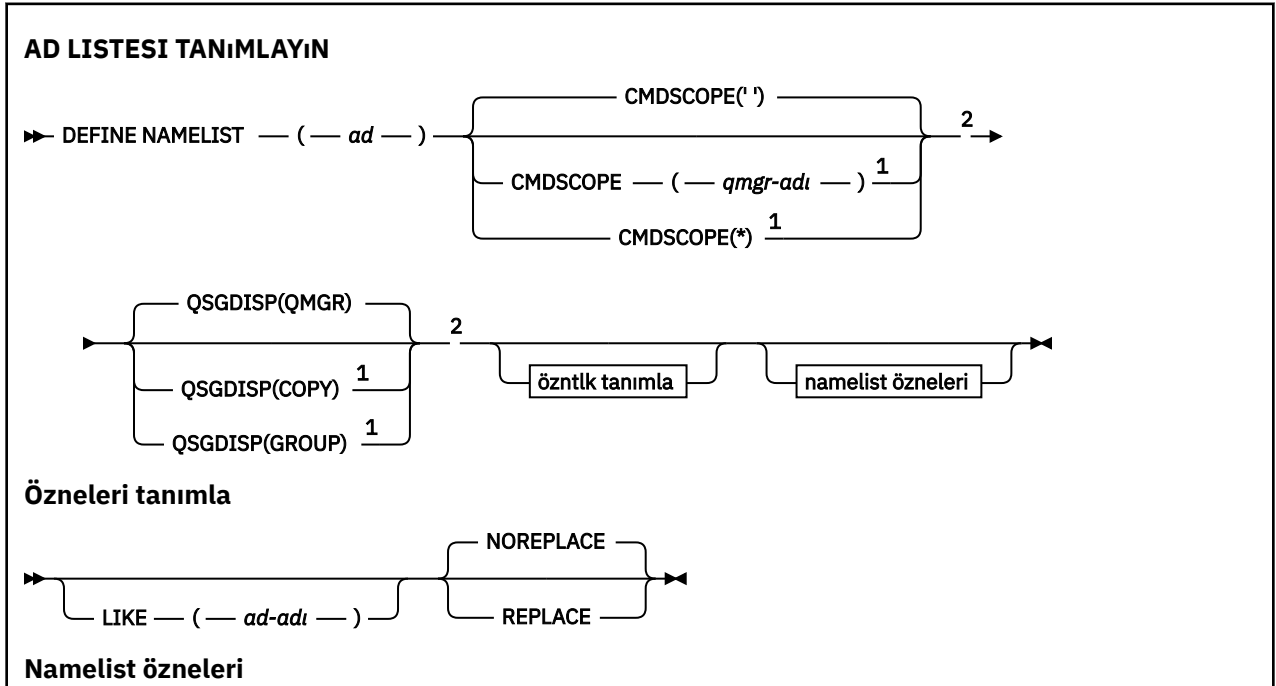 AD LISTESI TANıMLAYıN
CMDSCOPE(' ')
DEFINE NAMELIST ( ad ) 2
CMDSCOPE ( qmgr-adı ) 1
CMDSCOPE(*) 1
QSGDISP(QMGR)
2
QSGDISP(COPY) 1 özntlk tanımla namelist özneleri
QSGDISP(GROUP) 1
Özneleri tanımla
NOREPLACE
LIKE ( ad-adı ) REPLACE
Namelist özneleri